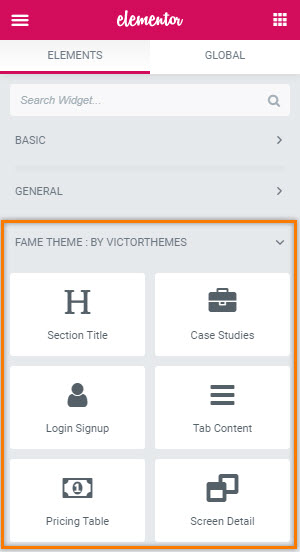 elementor
ELEMENTS GLOBAL
Search Widget...
BASIC
GENERAL
FAME THEME : BY VICTORTHEMES
H
Section Title Case Studies
Login Signup Tab Content
1
Pricing Table Screen Detail